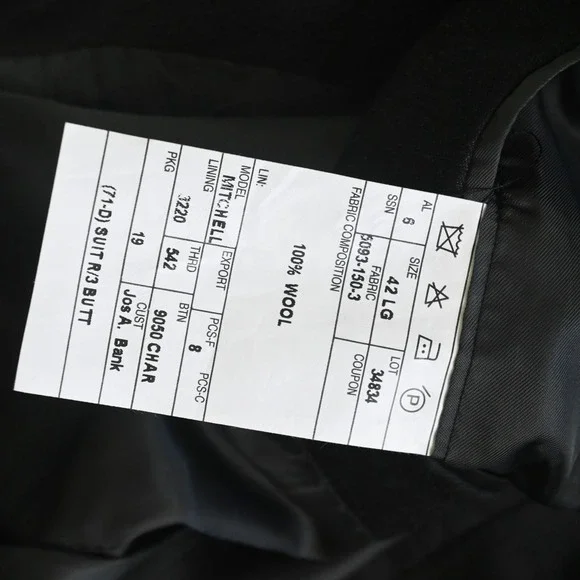 AL SIZE LOT
6 42 LG 34834
SSN FABRIC COUPON
5093-150-3
FABRIC COMPOSITION
LIN:
100% WOOL
MODEL EXPORT PCS-F PCS-C
MITCHELL 8
LINING THRD BTN
3220 542 9050 CHAR
PKG CUST
19 Jos A. Bank
(71-D) SUIT R/3 BUTT
P